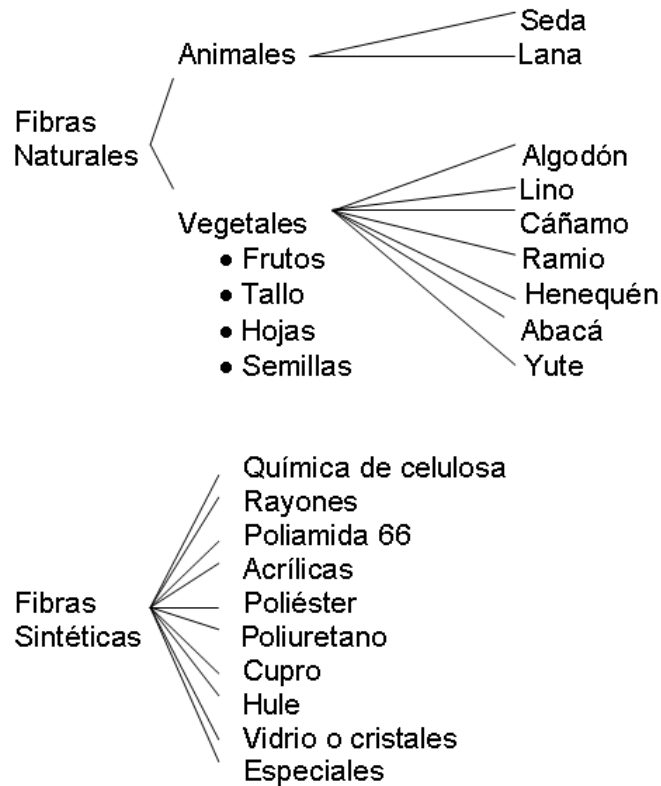 Fibras
Naturales
Animales
Seda
Lana
Vegetales
• Frutos
• Tallo
• Hojas
• Semillas
Algodón
Lino
Cáñamo
Ramio
Henequén
Abacá
Yute
Fibras
Sintéticas
Química de celulosa
Rayones
Poliamida 66
Acrílicas
Poliéster
Poliuretano
Cupro
Hule
Vidrio o cristales
Especiales